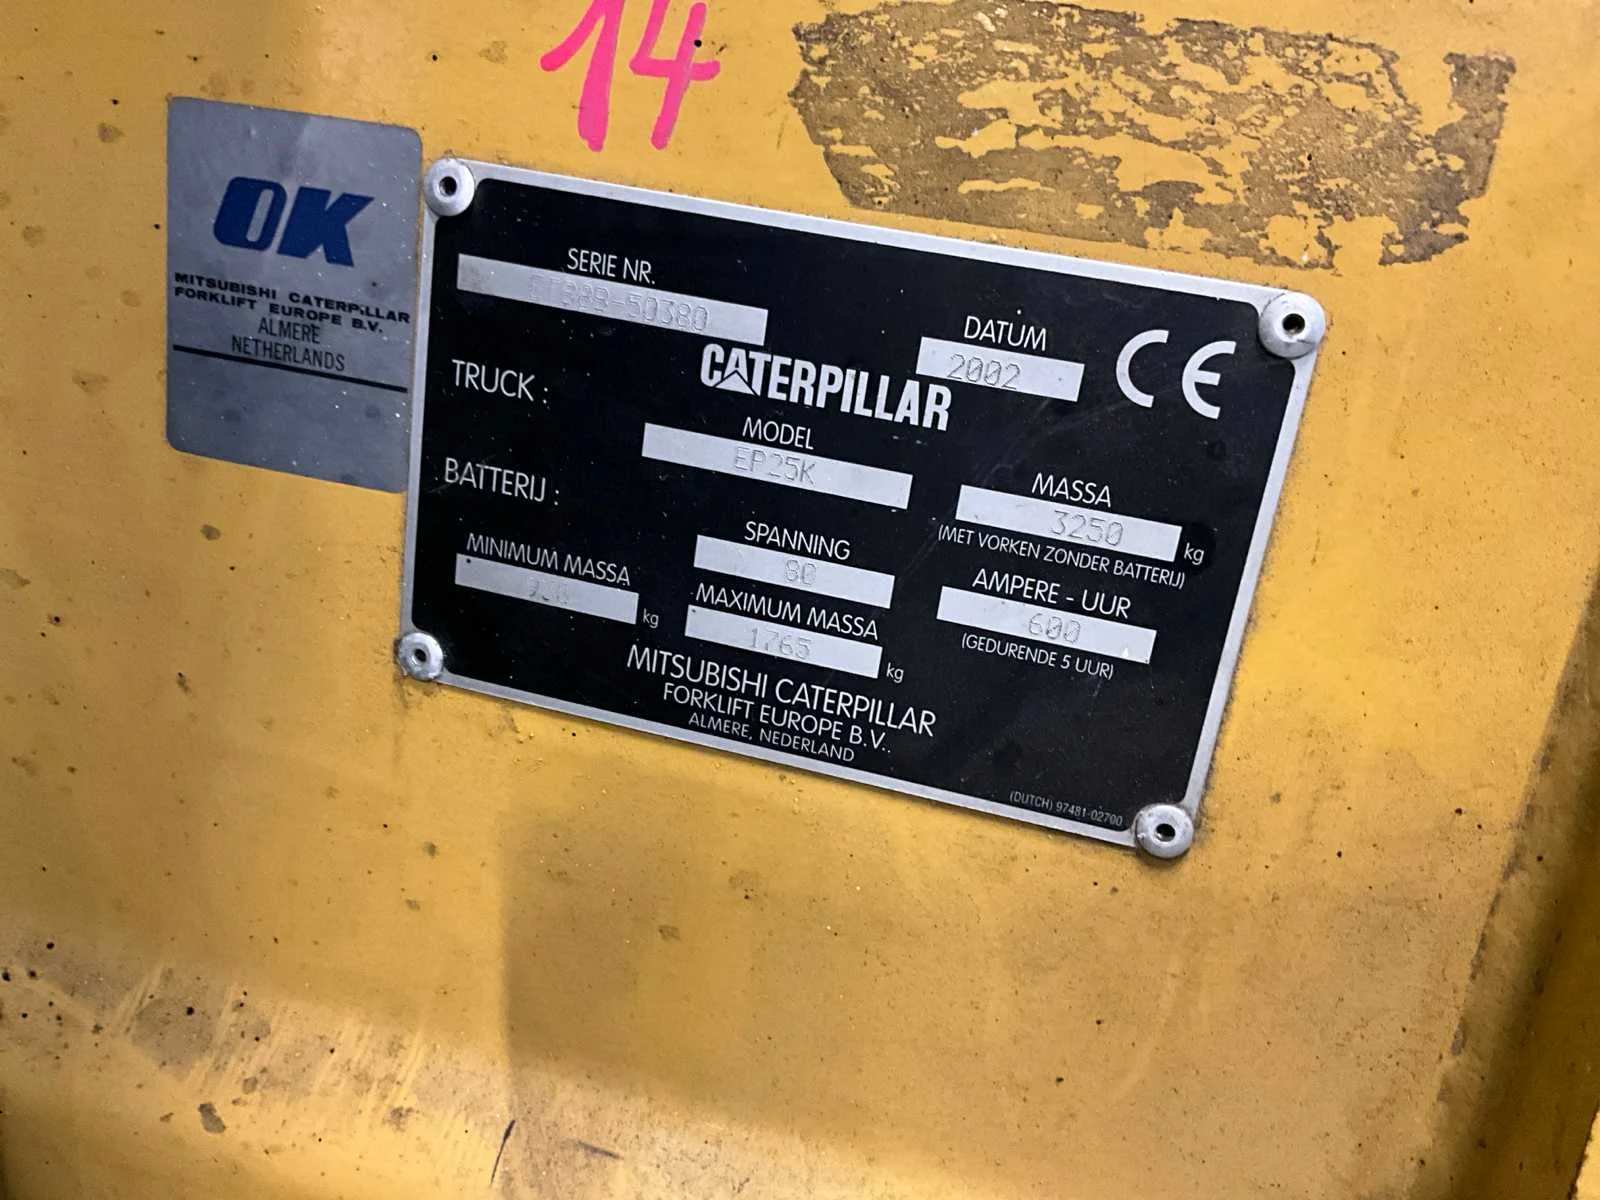 14
OK
MITSUBISHI CATERPILLAR
FORKLIFT EUROPE B.V.
ALMERE
NETHERLANDS
SERIE NR.
DATUM
2002
CE
TRUCK :
CATERPILLAR
MODEL
EP25K
MASSA
3250 kg
(MET VORKEN ZONDER BATTERIJ)
BATTERIJ :
SPANNING
80
AMPERE - UUR
600
(GEDURENDE 5 UUR)
MINIMUM MASSA
kg
MAXIMUM MASSA
1765 kg
MITSUBISHI CATERPILLAR
FORKLIFT EUROPE B.V.
ALMERE, NEDERLAND
(DUTCH) 97481-02700